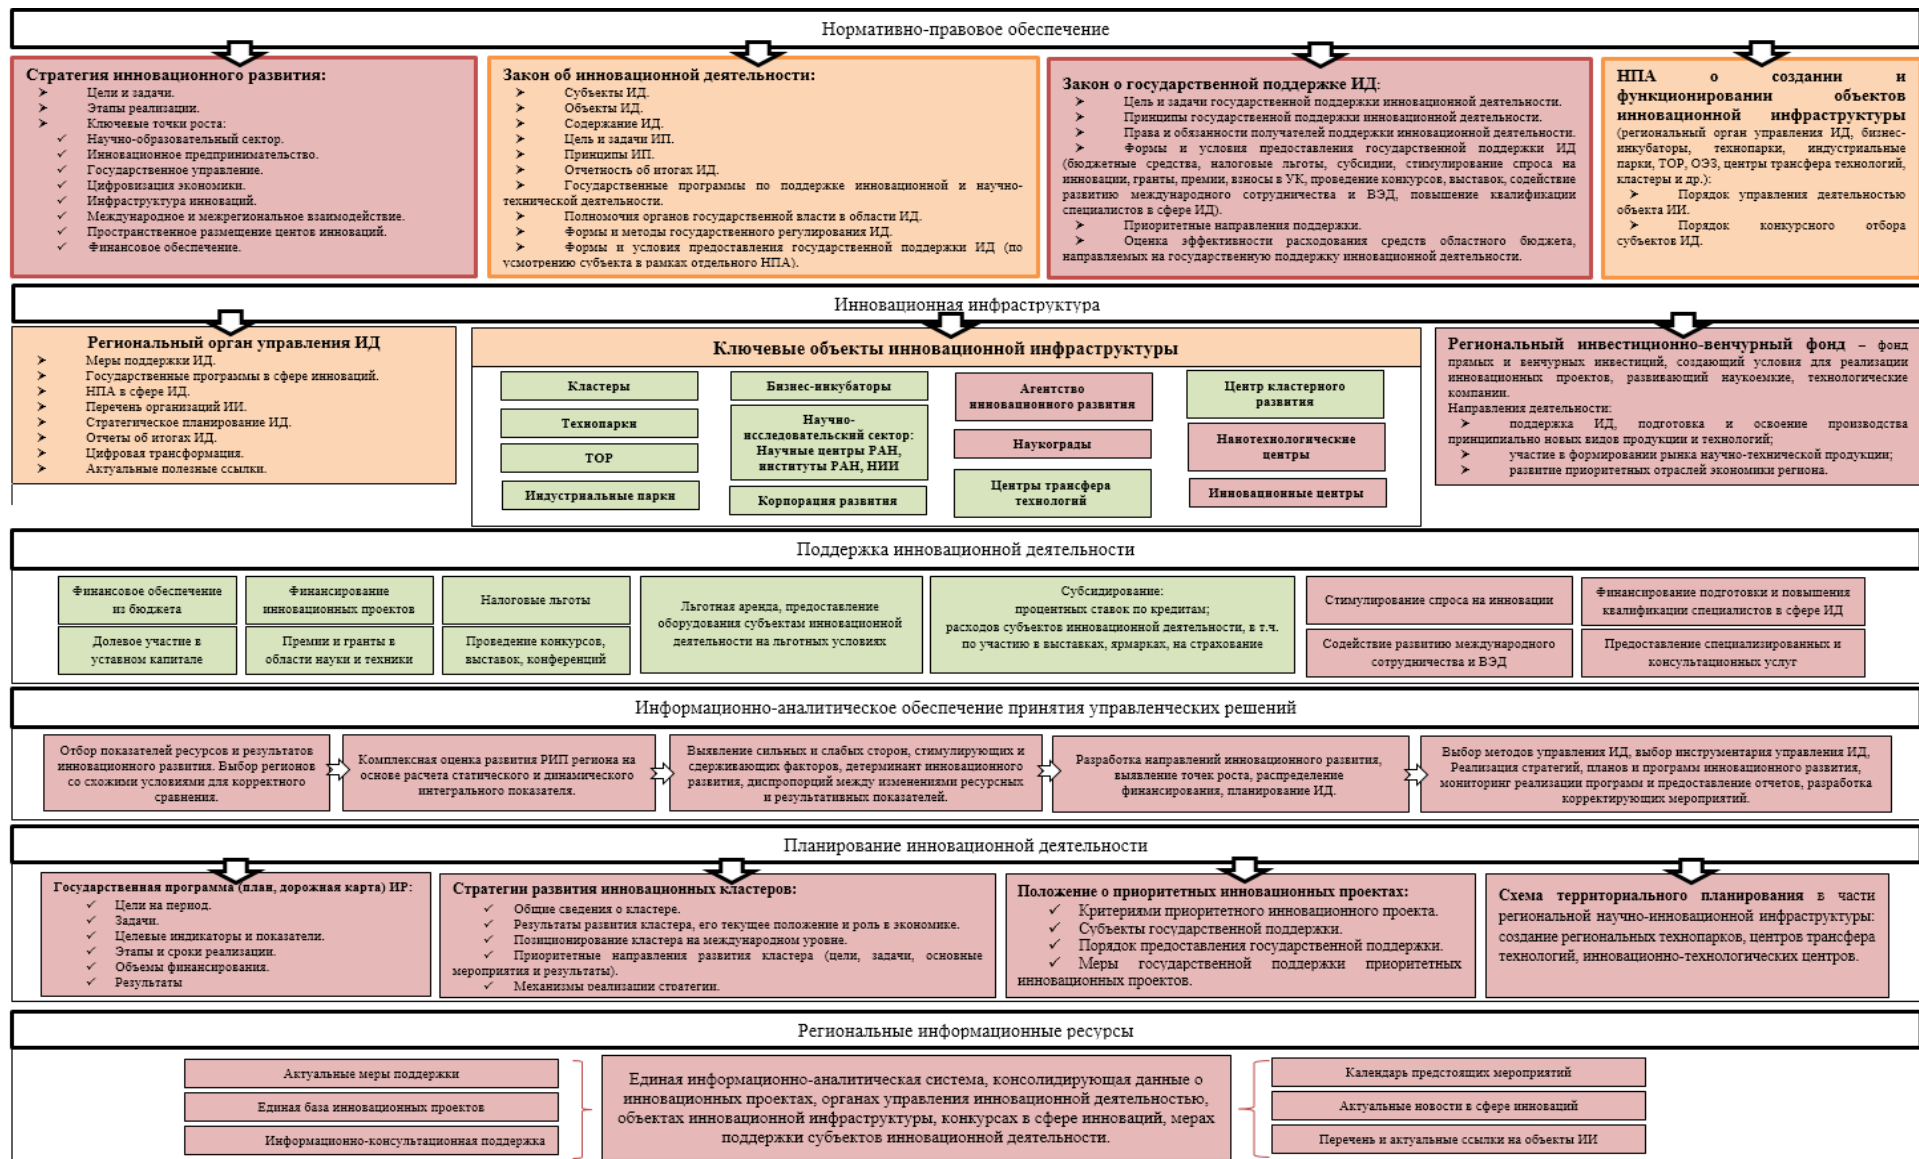 Нормативно-правовое обеспечение
Стратегия инновационного развития:
Цели и задачи.
Этапы реализации.
Ключевые точки роста:
Научно-образовательный сектор.
Инновационное предпринимательство.
Государственное управление.
Цифровизация экономики.
Инфраструктура инноваций.
Международное и межрегиональное взаимодействие.
Пространственное размещение центров инноваций.
Финансовое обеспечение.
Закон об инновационной деятельности:
Субъекты ИД.
Объекты ИД.
Содержание ИД.
Цель и задачи ИП.
Принципы ИП.
Отчетность об итогах ИД.
Государственные программы по поддержке инновационной и научно-
технической деятельности.
Полномочия органов государственной власти в области ИД.
Формы и методы государственного регулирования ИД.
Формы и условия предоставления государственной поддержки ИД (по
усмотрению субъекта в рамках отдельного НПА).
Закон о государственной поддержке ИД:
Цель и задачи государственной поддержки инновационной деятельности.
Принципы государственной поддержки инновационной деятельности.
Права и обязанности получателей поддержки инновационной деятельности.
Формы и условия предоставления государственной поддержки ИД
(бюджетные средства, налоговые льготы, субсидии, стимулирование спроса на
инновации, гранты, премии, взносы в УК, проведение конкурсов, выставок, содействие
развитию международного сотрудничества и ВЭД, повышение квалификации
специалистов в сфере ИД).
Приоритетные направления поддержки.
Оценка эффективности расходования средств областного бюджета,
направляемых на государственную поддержку инновационной деятельности.
НПА о создании и
функционировании объектов
инновационной инфраструктуры
(региональный орган управления ИД, бизнес-
инкубаторы, технопарки, индустриальные
парки, ТОР, ОЭЗ, центры трансфера технологий,
кластеры и др.):
Порядок управления деятельностью
объекта ИИ.
Порядок конкурсного отбора
субъектов ИД.
Инновационная инфраструктура
Региональный орган управления ИД
Меры поддержки ИД.
Государственные программы в сфере инноваций.
НПА в сфере ИД.
Перечень организаций ИИ.
Стратегическое планирование ИД.
Отчеты об итогах ИД.
Цифровая трансформация.
Актуальные полезные ссылки.
Ключевые объекты инновационной инфраструктуры
Кластеры
Технопарки
ТОР
Индустриальные парки
Бизнес-инкубаторы
Научно-
исследовательский сектор:
Научные центры РАН,
институты РАН, НИИ
Корпорация развития
Агентство
инновационного развития
Наукограды
Центры трансфера
технологий
Центр кластерного
развития
Нанотехнологические
центры
Инновационные центры
Региональный инвестиционно-венчурный фонд – фонд
прямых и венчурных инвестиций, создающий условия для реализации
инновационных проектов, развивающий наукоемкие, технологические
компании.
Направления деятельности:
поддержка ИД, подготовка и освоение производства
принципиально новых видов продукции и технологий;
участие в формировании рынка научно-технической продукции;
развитие приоритетных отраслей экономики региона.
Поддержка инновационной деятельности
Финансовое обеспечение
из бюджета
Долевое участие в
уставном капитале
Финансирование
инновационных проектов
Премии и гранты в
области науки и техники
Налоговые льготы
Проведение конкурсов,
выставок, конференций
Льготная аренда, предоставление
оборудования субъектам инновационной
деятельности на льготных условиях
Субсидирование:
процентных ставок по кредитам;
расходов субъектов инновационной деятельности, в т.ч.
по участию в выставках, ярмарках, на страхование
Стимулирование спроса на инновации
Содействие развитию международного
сотрудничества и ВЭД
Финансирование подготовки и повышения
квалификации специалистов в сфере ИД
Предоставление специализированных и
консультационных услуг
Информационно-аналитическое обеспечение принятия управленческих решений
Отбор показателей ресурсов и результатов
инновационного развития. Выбор регионов
со схожими условиями для корректного
сравнения.
Комплексная оценка развития РИП региона на
основе расчета статического и динамического
интегрального показателя.
Выявление сильных и слабых сторон, стимулирующих и
сдерживающих факторов, детерминант инновационного
развития, диспропорций между изменениями ресурсных
и результативных показателей.
Разработка направлений инновационного развития,
выявление точек роста, распределение
финансирования, планирование ИД.
Выбор методов управления ИД, выбор инструментария управления ИД,
Реализация стратегий, планов и программ инновационного развития,
мониторинг реализации программ и предоставление отчетов, разработка
корректирующих мероприятий.
Планирование инновационной деятельности
Государственная программа (план, дорожная карта) ИР:
Цели на период.
Задачи.
Целевые индикаторы и показатели.
Этапы и сроки реализации.
Объемы финансирования.
Результаты
Стратегии развития инновационных кластеров:
Общие сведения о кластере.
Результаты развития кластера, его текущее положение и роль в экономике.
Позиционирование кластера на международном уровне.
Приоритетные направления развития кластера (цели, задачи, основные
мероприятия и результаты).
Механизмы реализации стратегии.
Положение о приоритетных инновационных проектах:
Критериями приоритетного инновационного проекта.
Субъекты государственной поддержки.
Порядок предоставления государственной поддержки.
Меры государственной поддержки приоритетных
инновационных проектов.
Схема территориального планирования в части
региональной научно-инновационной инфраструктуры:
создание региональных технопарков, центров трансфера
технологий, инновационно-технологических центров.
Региональные информационные ресурсы
Актуальные меры поддержки
Единая база инновационных проектов
Информационно-консультационная поддержка
Единая информационно-аналитическая система, консолидирующая данные о
инновационных проектах, органах управления инновационной деятельностью,
объектах инновационной инфраструктуры, конкурсах в сфере инноваций, мерах
поддержки субъектов инновационной деятельности.
Календарь предстоящих мероприятий
Актуальные новости в сфере инноваций
Перечень и актуальные ссылки на объекты ИИ